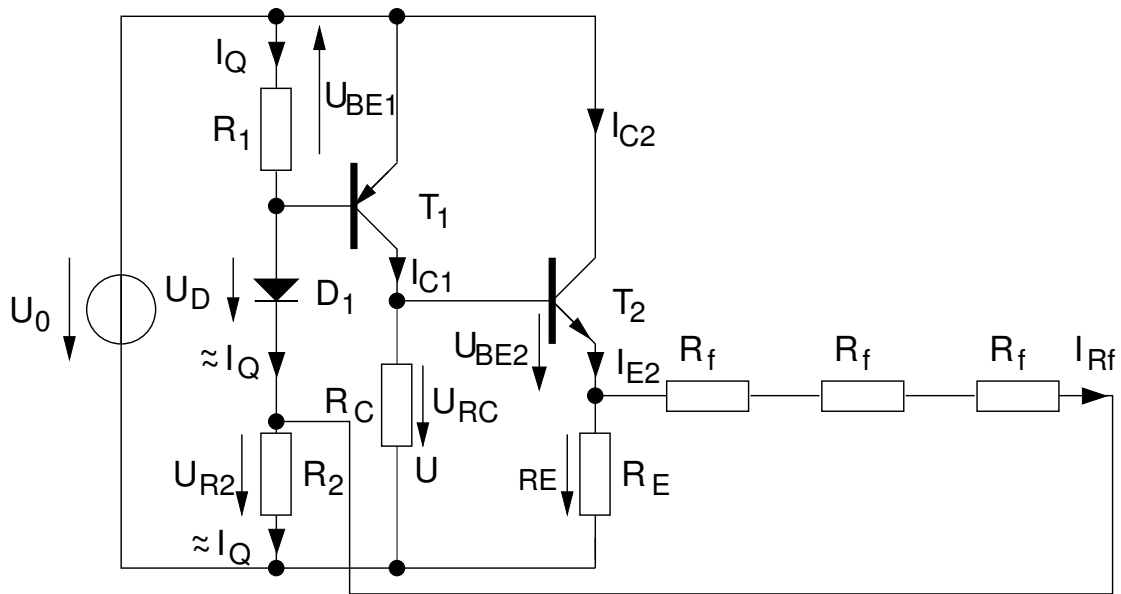 I_Q
U_BE1
R_1
I_C2
T_1
U_0
U_D
D_1
I_C1
T_2
≈I_Q
U_BE2
I_E2
R_f
R_f
R_f
I_Rf
R_C
U_RC
U_R2
R_2
U
RE
R_E
≈I_Q